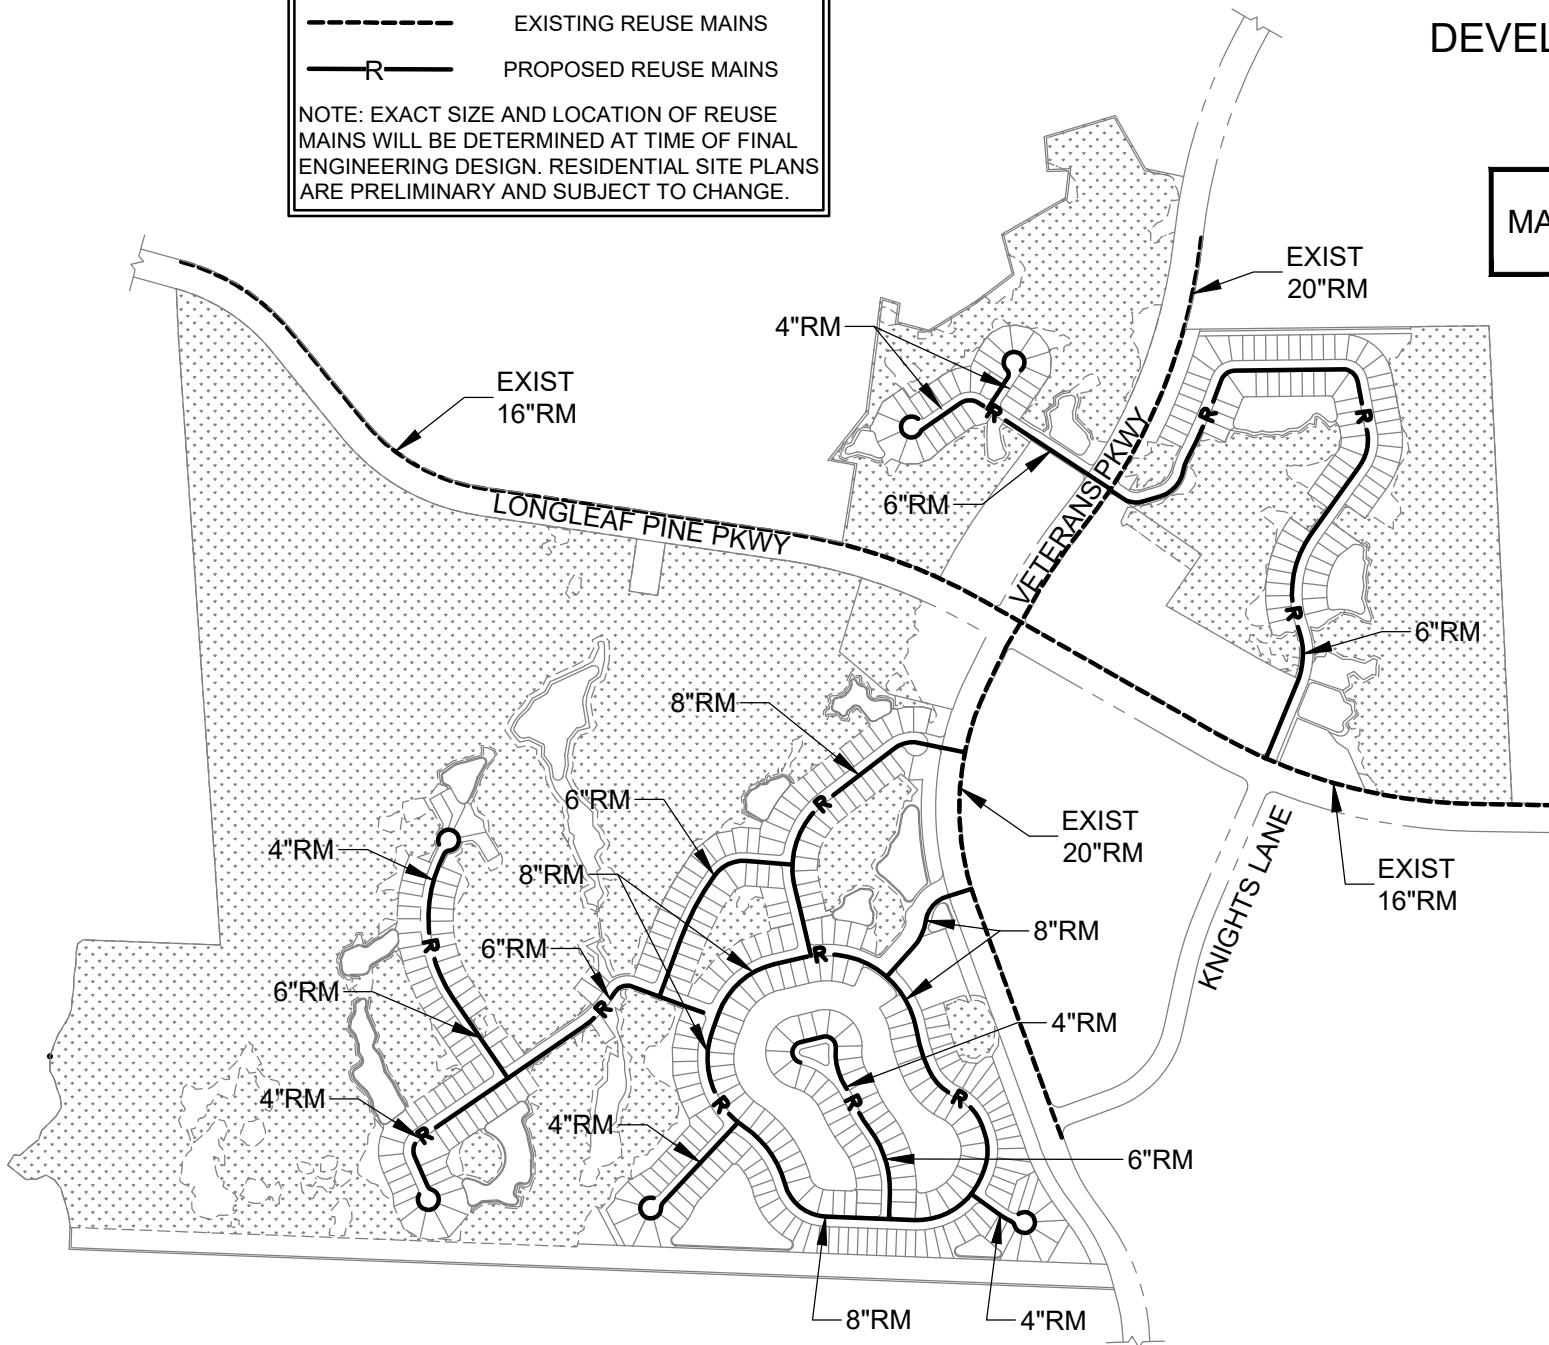 EXISTING REUSE MAINS
R PROPOSED REUSE MAINS
NOTE: EXACT SIZE AND LOCATION OF REUSE
MAINS WILL BE DETERMINED AT TIME OF FINAL
ENGINEERING DESIGN. RESIDENTIAL SITE PLANS
ARE PRELIMINARY AND SUBJECT TO CHANGE.
DEVEL
MA
EXIST
20"RM
4"RM
EXIST
16"RM
R
R
R
6"RM
VETERANS PKWY
LONGLEAF PINE PKWY
R
6"RM
8"RM
6"RM
R
EXIST
20"RM
4"RM
8"RM
EXIST
16"RM
KNIGHTS LANE
8"RM
R
6"RM
R
6"RM
R
4"RM
4"RM
R
R
R
R
4"RM
6"RM
8"RM
4"RM